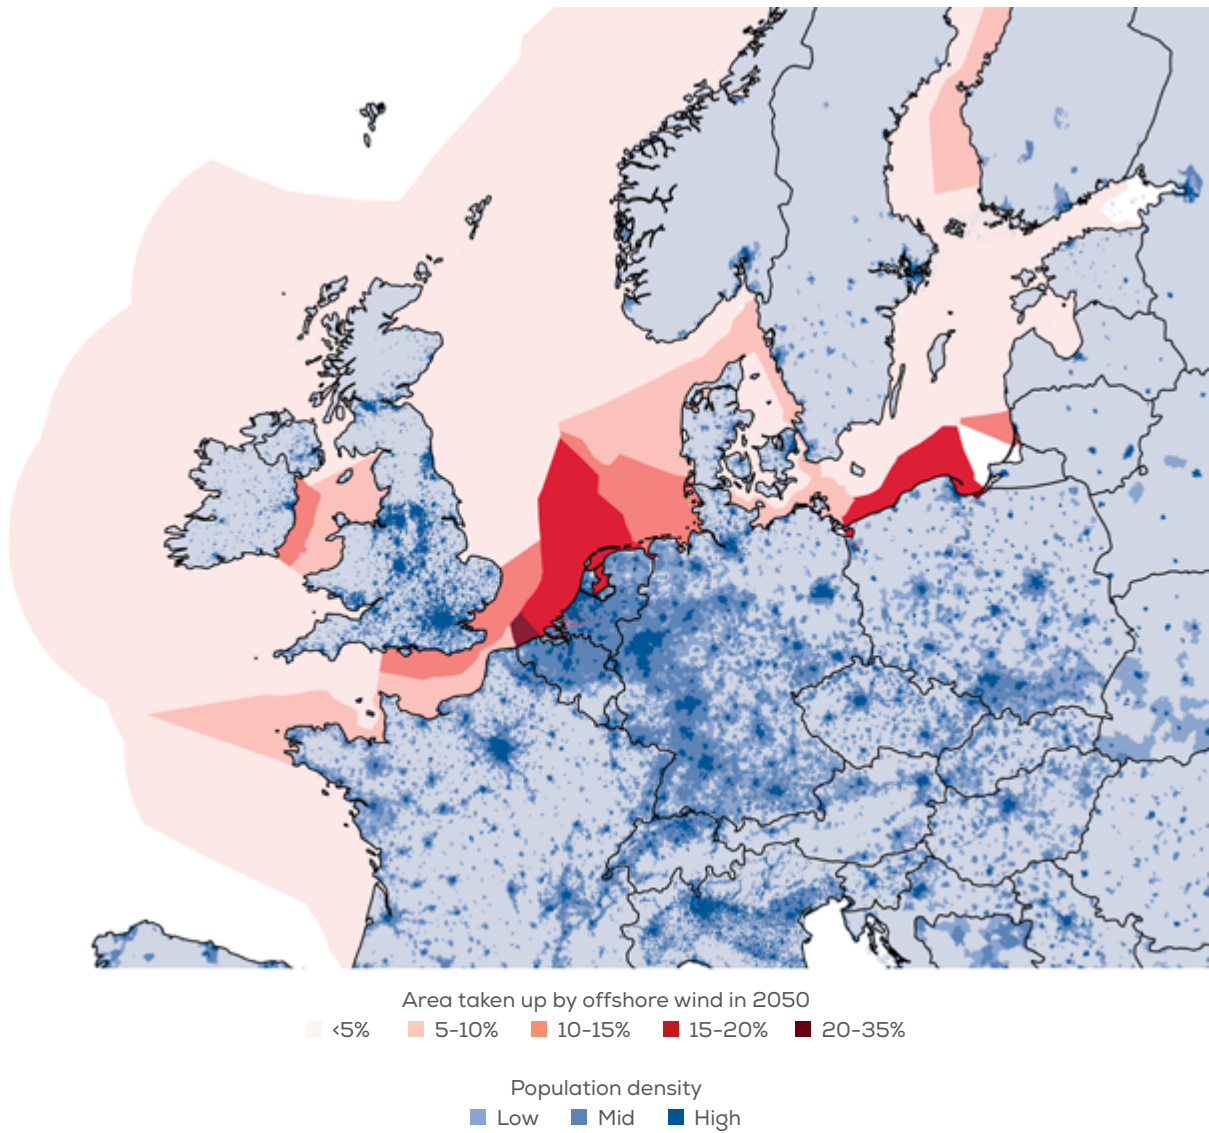 Area taken up by offshore wind in 2050
<5% 5-10% 10-15% 15-20% 20-35%
Population density
Low Mid High